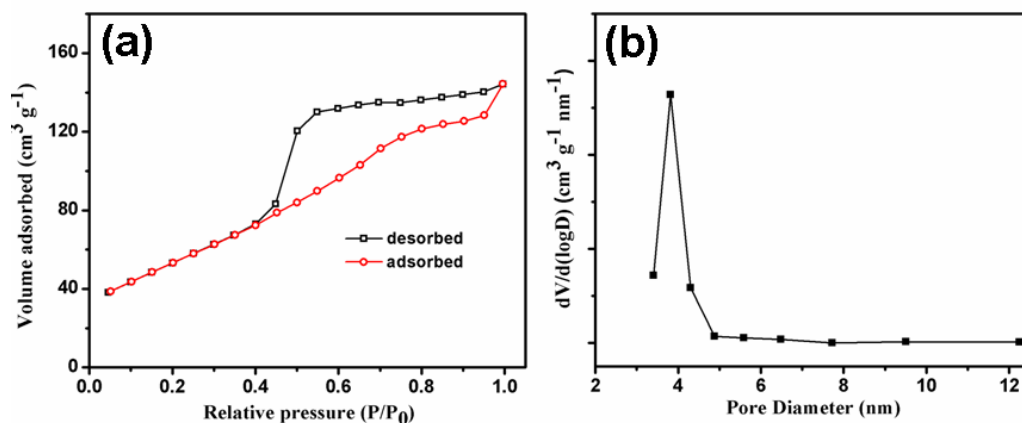 (a)
Volume adsorbed (cm³ g⁻¹)
160
120
80
40
0
desorbed
adsorbed
0.0 0.2 0.4 0.6 0.8 1.0
Relative pressure (P/P₀)
(b)
dV/d(logD) (cm³ g⁻¹ nm⁻¹)
2 4 6 8 10 12
Pore Diameter (nm)